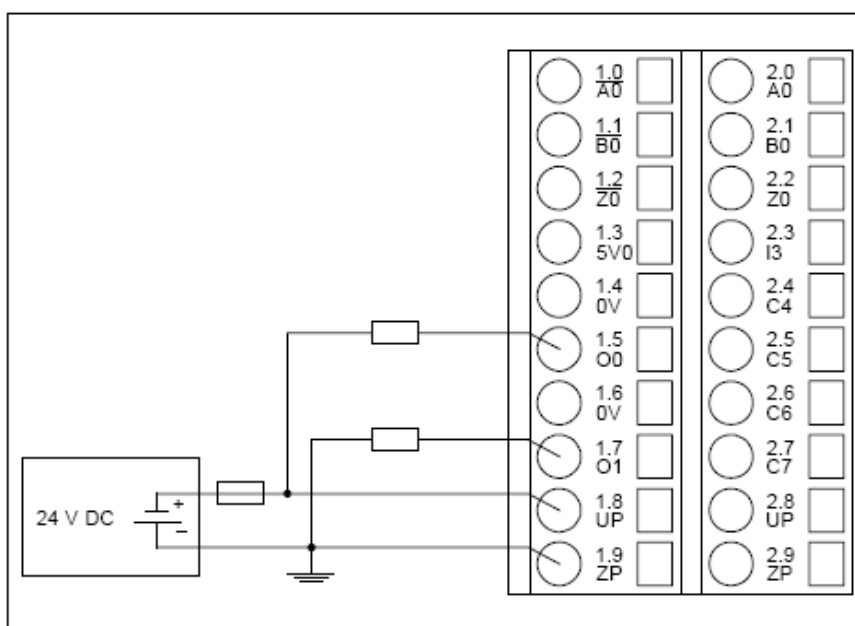 1.0
A0
1.1
B0
1.2
Z0
1.3
5V0
1.4
0V
1.5
O0
1.6
0V
1.7
O1
1.8
UP
1.9
ZP
2.0
A0
2.1
B0
2.2
Z0
2.3
I3
2.4
C4
2.5
C5
2.6
C6
2.7
C7
2.8
UP
2.9
ZP
24 V DC
+
−